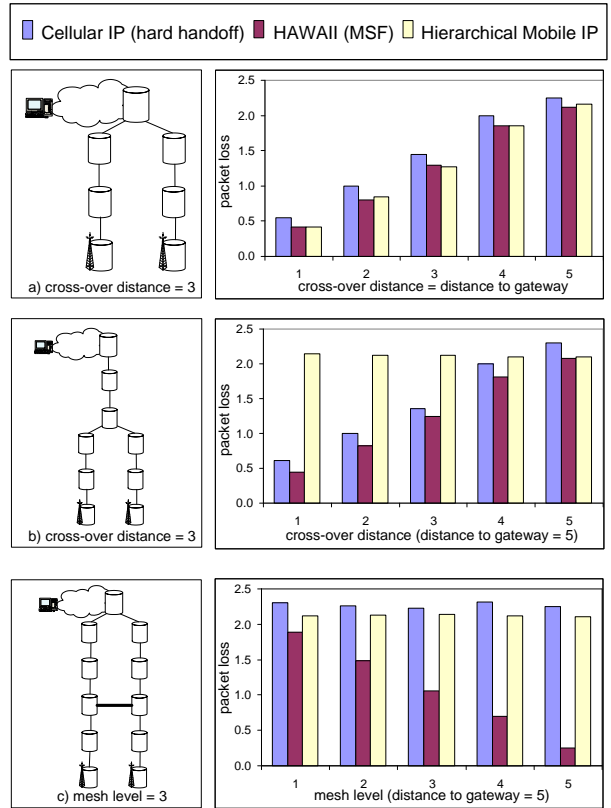 Cellular IP (hard handoff) HAWAII (MSF) Hierarchical Mobile IP
a) cross-over distance = 3
packet loss
2.5
2.0
1.5
1.0
0.5
0.0
1 2 3 4 5
cross-over distance = distance to gateway
b) cross-over distance = 3
packet loss
2.5
2.0
1.5
1.0
0.5
0.0
1 2 3 4 5
cross-over distance (distance to gateway = 5)
c) mesh level = 3
packet loss
2.5
2.0
1.5
1.0
0.5
0.0
1 2 3 4 5
mesh level (distance to gateway = 5)